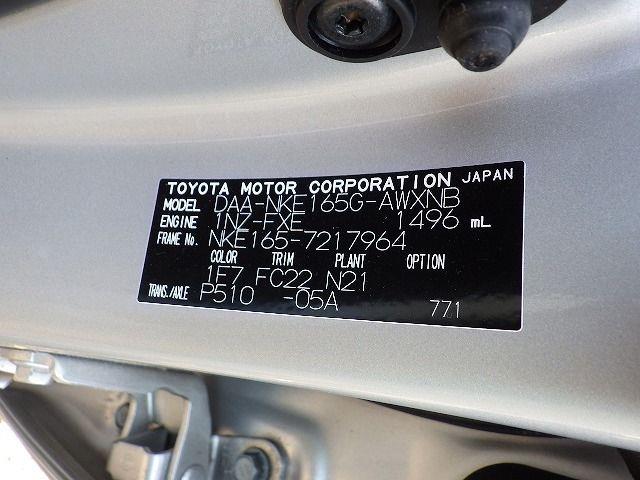 TOYOTA MOTOR CORPORATION JAPAN
MODEL DAA-NKE165G-AWXNB
ENGINE 1NZ-FXE 1496 mL
FRAME No. NKE165-7217964
COLOR TRIM PLANT OPTION
1F7 FC22 N21
TRANS./AXLE P510 -05A 771